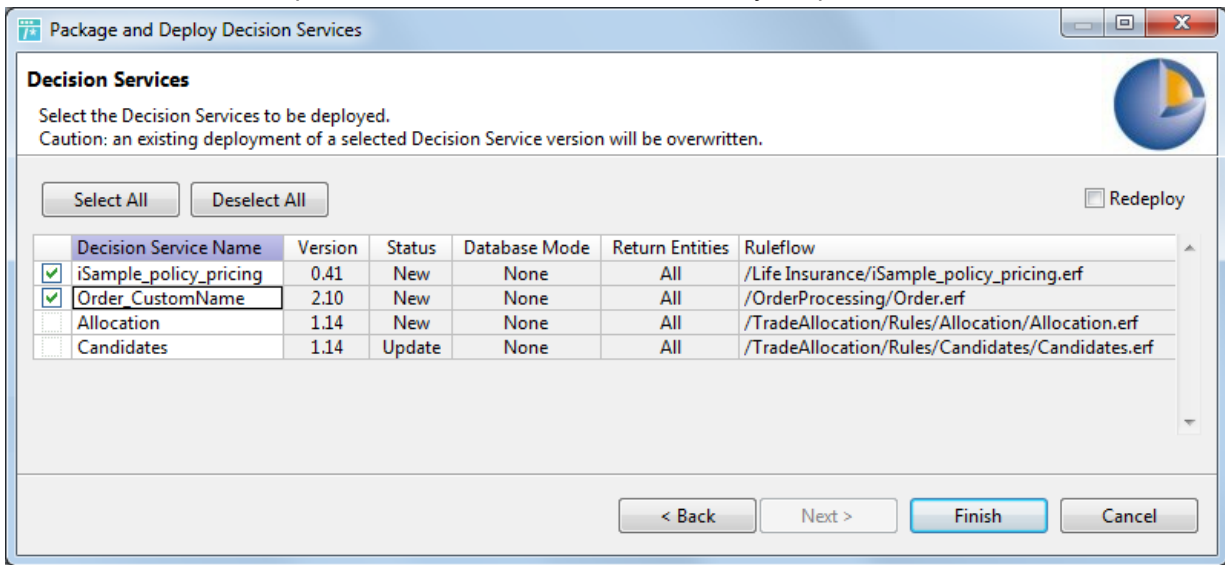 Package and Deploy Decision Services
Decision Services
Select the Decision Services to be deployed.
Caution: an existing deployment of a selected Decision Service version will be overwritten.
Select All Deselect All Redeploy
Decision Service Name Version Status Database Mode Return Entities Ruleflow
iSample_policy_pricing 0.41 New None All /Life Insurance/iSample_policy_pricing.erf
Order_CustomName 2.10 New None All /OrderProcessing/Order.erf
Allocation 1.14 New None All /TradeAllocation/Rules/Allocation/Allocation.erf
Candidates 1.14 Update None All /TradeAllocation/Rules/Candidates/Candidates.erf
< Back Next > Finish Cancel